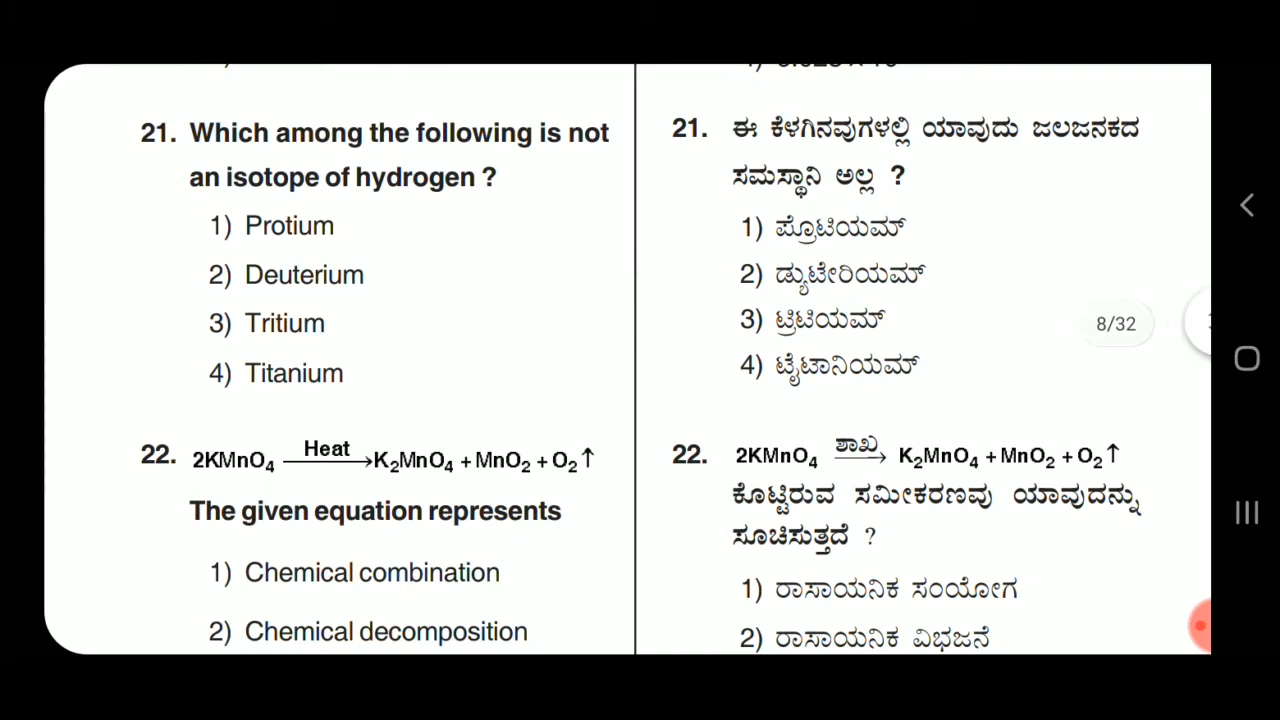 21. Which among the following is not
an isotope of hydrogen ?
1) Protium
2) Deuterium
3) Tritium
4) Titanium
22. 2KMnO₄ —Heat→ K₂MnO₄ + MnO₂ + O₂↑
The given equation represents
1) Chemical combination
2) Chemical decomposition
21. ಈ ಕೆಳಗಿನವುಗಳಲ್ಲಿ ಯಾವುದು ಜಲಜನಕದ
ಸಮಸ್ಥಾನಿ ಅಲ್ಲ ?
1) ಪ್ರೊಟಿಯಮ್
2) ಡ್ಯುಟೇರಿಯಮ್
3) ಟ್ರಿಟಿಯಮ್
4) ಟೈಟಾನಿಯಮ್
22. 2KMnO₄ —ಶಾಖ→ K₂MnO₄ + MnO₂ + O₂↑
ಕೊಟ್ಟಿರುವ ಸಮೀಕರಣವು ಯಾವುದನ್ನು
ಸೂಚಿಸುತ್ತದೆ ?
1) ರಾಸಾಯನಿಕ ಸಂಯೋಗ
2) ರಾಸಾಯನಿಕ ವಿಭಜನೆ
8/32